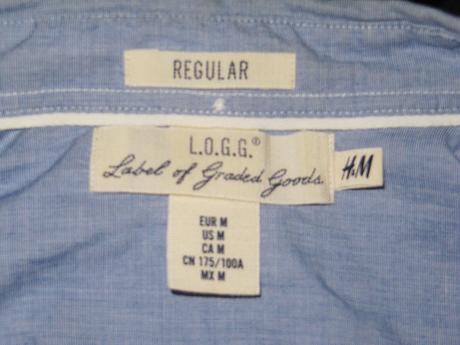 REGULAR
L.O.G.G.®
Label of Graded Goods
H&M
EUR M
US M
CA M
CN 175/100A
MX M